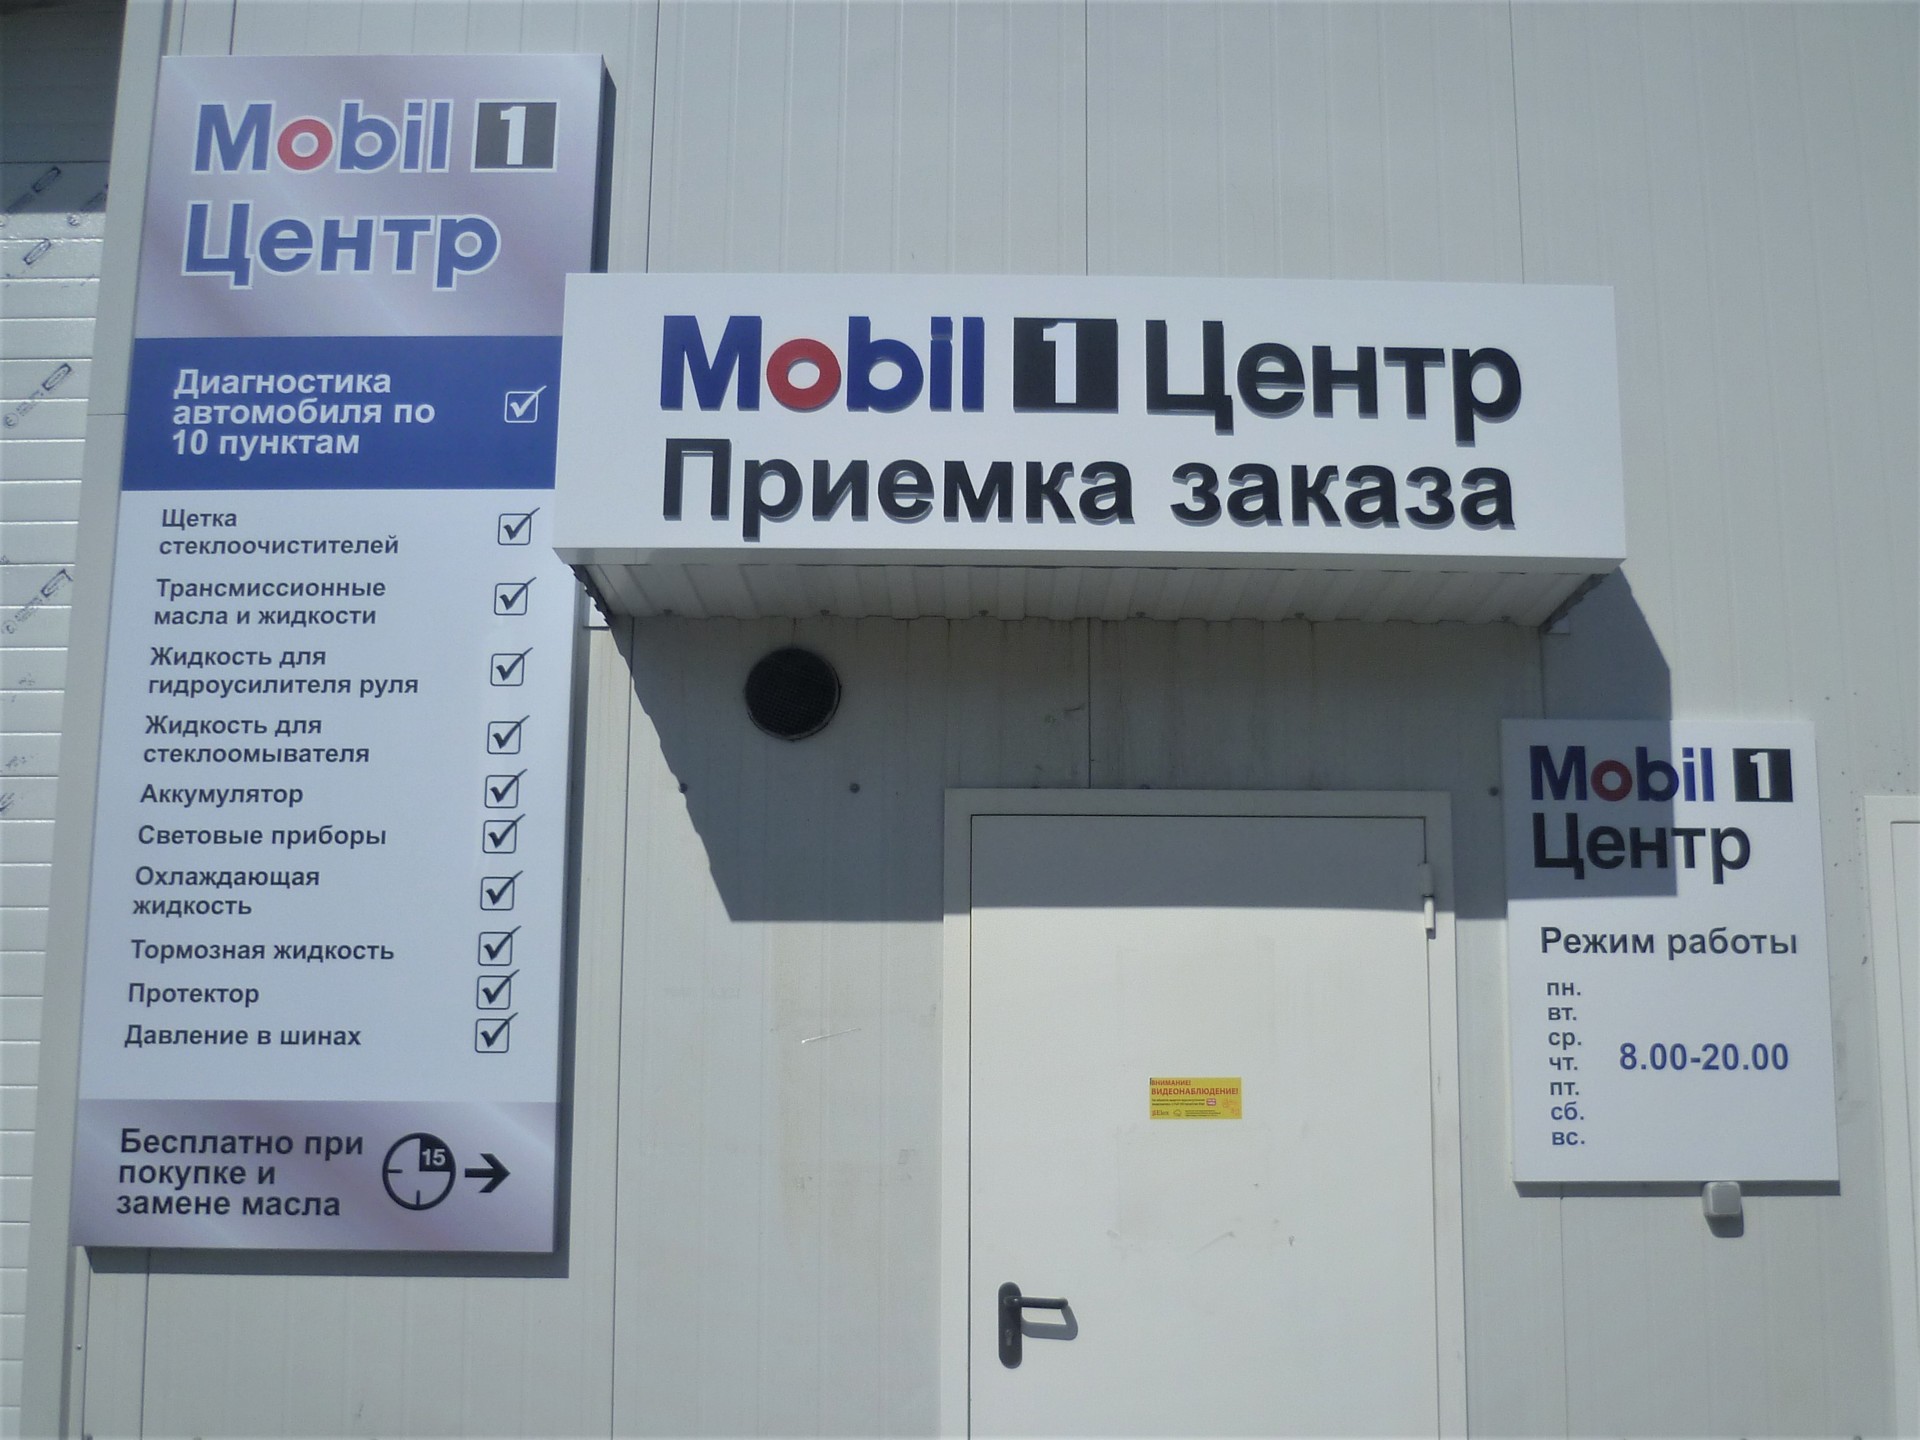 Mobil 1
Центр
Диагностика
автомобиля по
10 пунктам
Щетка
стеклоочистителей
Трансмиссионные
масла и жидкости
Жидкость для
гидроусилителя руля
Жидкость для
стеклоомывателя
Аккумулятор
Световые приборы
Охлаждающая
жидкость
Тормозная жидкость
Протектор
Давление в шинах
Бесплатно при
покупке и
замене масла
15
Mobil 1 Центр
Приемка заказа
ВНИМАНИЕ!
ВИДЕОНАБЛЮДЕНИЕ!
Mobil 1
Центр
Режим работы
пн.
вт.
ср.
чт.
8.00-20.00
пт.
сб.
вс.